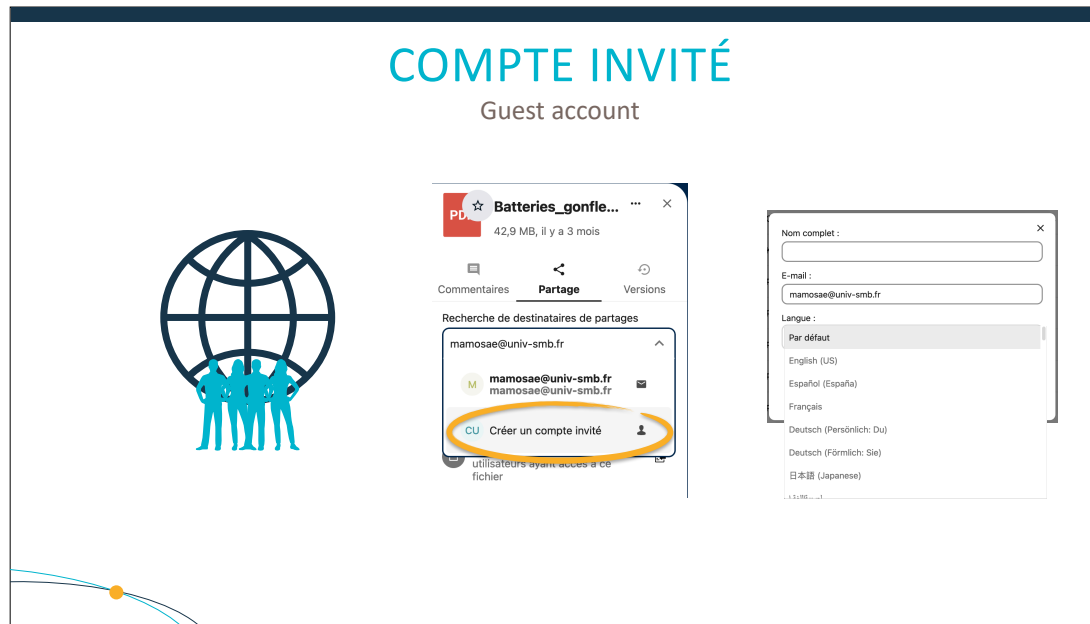 COMPTE INVITÉ
Guest account
Batteries_gonfle... ...
42,9 MB, il y a 3 mois
Commentaires Partage Versions
Recherche de destinataires de partages
mamosae@univ-smb.fr
M mamosae@univ-smb.fr
mamosae@univ-smb.fr
CU Créer un compte invité
utilisateurs ayant accès à ce
fichier
Nom complet :
E-mail :
mamosae@univ-smb.fr
Langue :
Par défaut
English (US)
Español (España)
Français
Deutsch (Persönlich: Du)
Deutsch (Förmlich: Sie)
日本語 (Japanese)